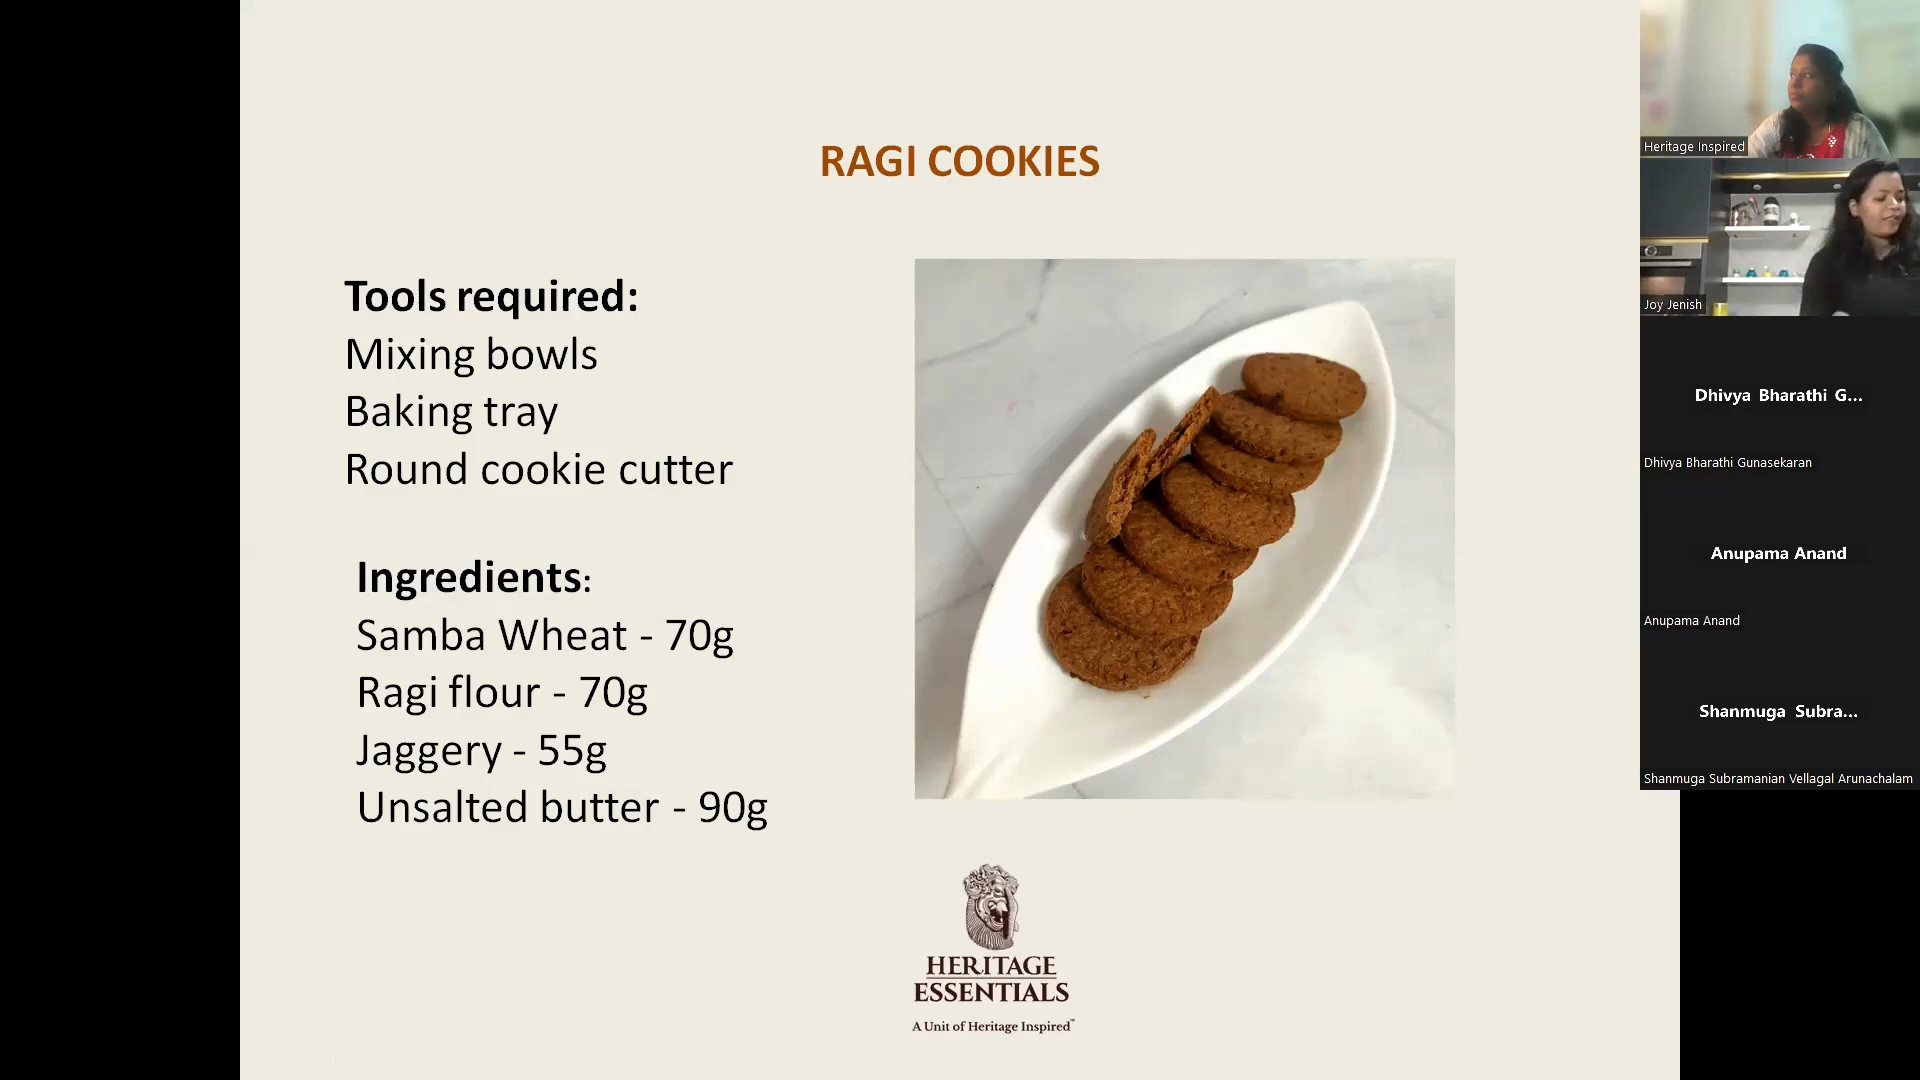 RAGI COOKIES
Tools required:
Mixing bowls
Baking tray
Round cookie cutter
Ingredients:
Samba Wheat - 70g
Ragi flour - 70g
Jaggery - 55g
Unsalted butter - 90g
HERITAGE
ESSENTIALS
A Unit of Heritage Inspired™
Heritage Inspired
Joy Jenish
Dhivya Bharathi G...
Dhivya Bharathi Gunasekaran
Anupama Anand
Anupama Anand
Shanmuga Subra...
Shanmuga Subramanian Vellagal Arunachalam